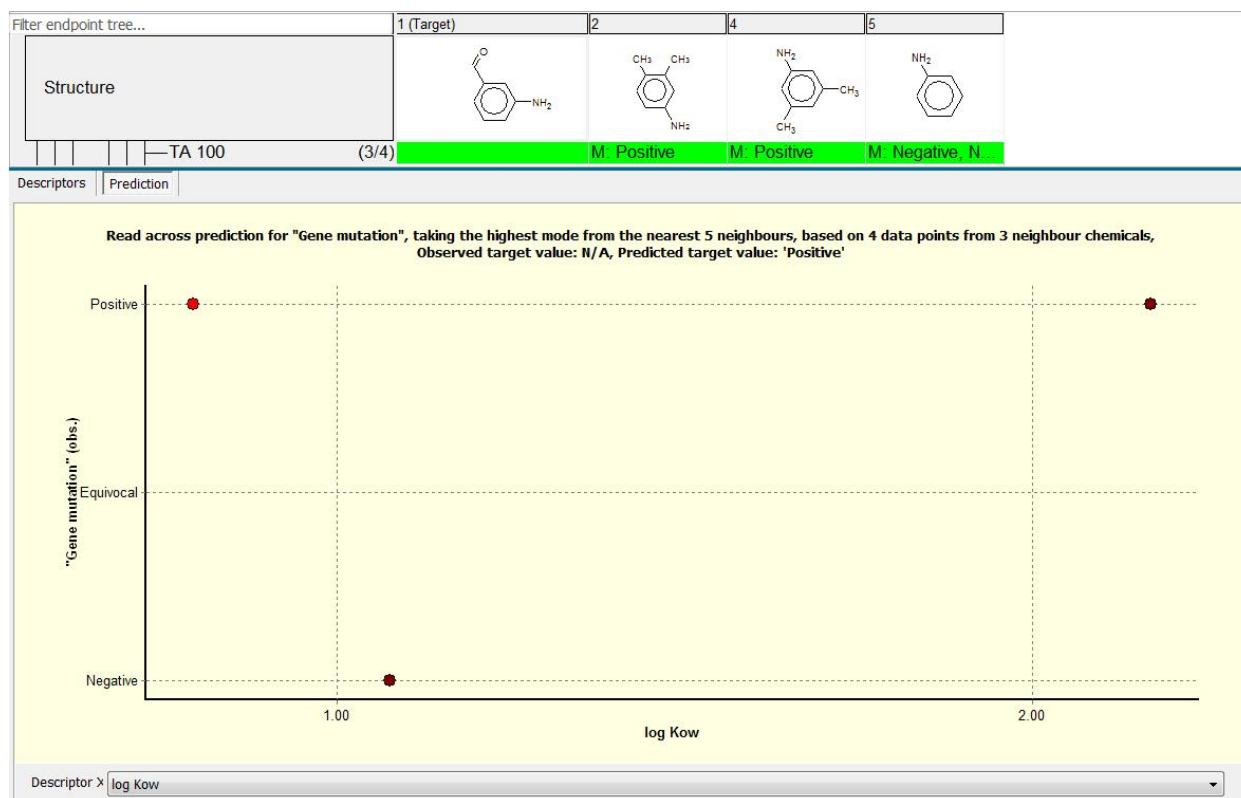 Filter endpoint tree...
1 (Target)
2
4
5
Structure
O
NH2
CH3 CH3
NH2
NH2
CH3
CH3
NH2
TA 100 (3/4)
M: Positive
M: Positive
M: Negative, N...
Descriptors
Prediction
Read across prediction for "Gene mutation", taking the highest mode from the nearest 5 neighbours, based on 4 data points from 3 neighbour chemicals,
Observed target value: N/A, Predicted target value: 'Positive'
"Gene mutation" (obs.)
Positive
Equivocal
Negative
1.00
2.00
log Kow
Descriptor X
log Kow